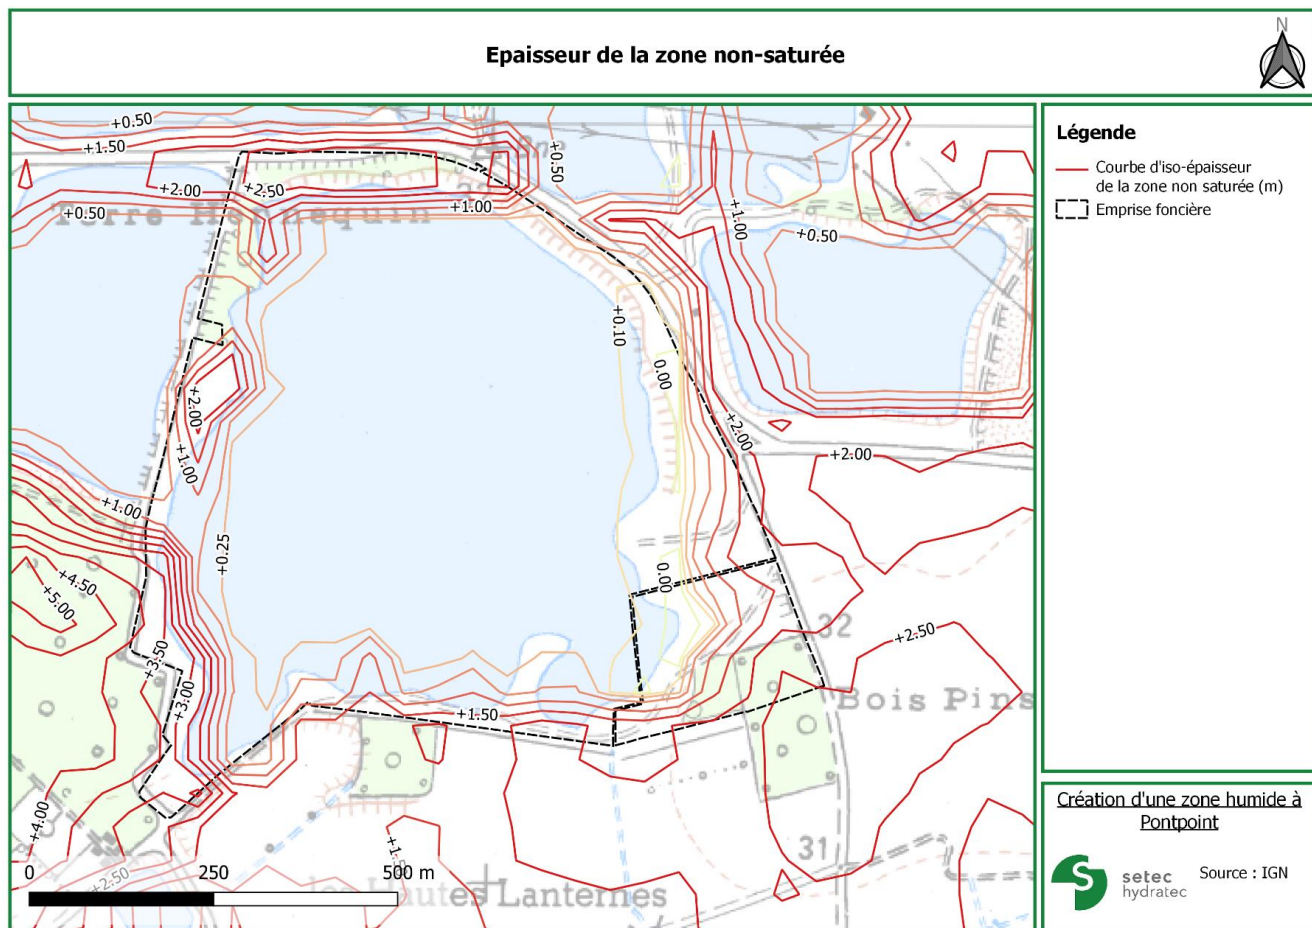 Epaisseur de la zone non-saturée
N
+0.50
+1.50
+2.00
+2.50
+0.50
+1.00
+0.50
+1.00
+0.50
+0.10
0.00
+2.00
+1.00
+2.00
+2.00
+1.00
+0.25
+4.50
+5.00
0.00
32
+2.50
+3.50
+3.00
Bois Pins
+1.50
+4.00
31
+2.50
les Hautes Lanternes
0
250
500 m
Légende
Courbe d'iso-épaisseur
de la zone non saturée (m)
Emprise foncière
Création d'une zone humide à
Pontpoint
setec
hydratec
Source : IGN